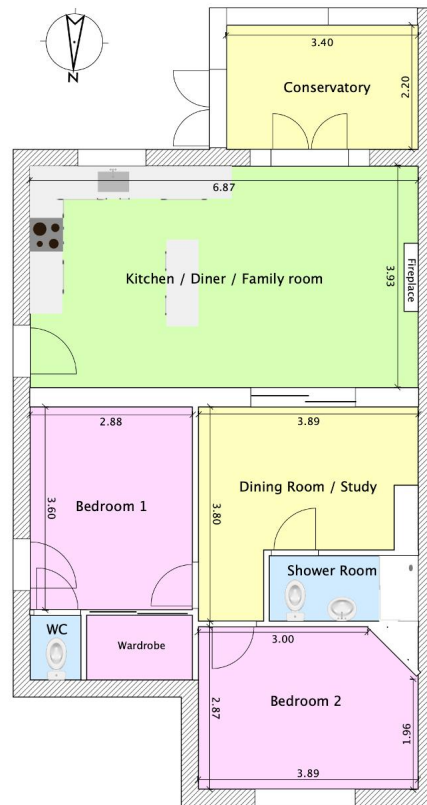 N
3.40
Conservatory
2.20
6.87
Kitchen / Diner / Family room
3.93
Fireplace
2.88
3.89
3.60
Bedroom 1
3.80
Dining Room / Study
Shower Room
WC
Wardrobe
3.00
2.87
Bedroom 2
1.96
3.89